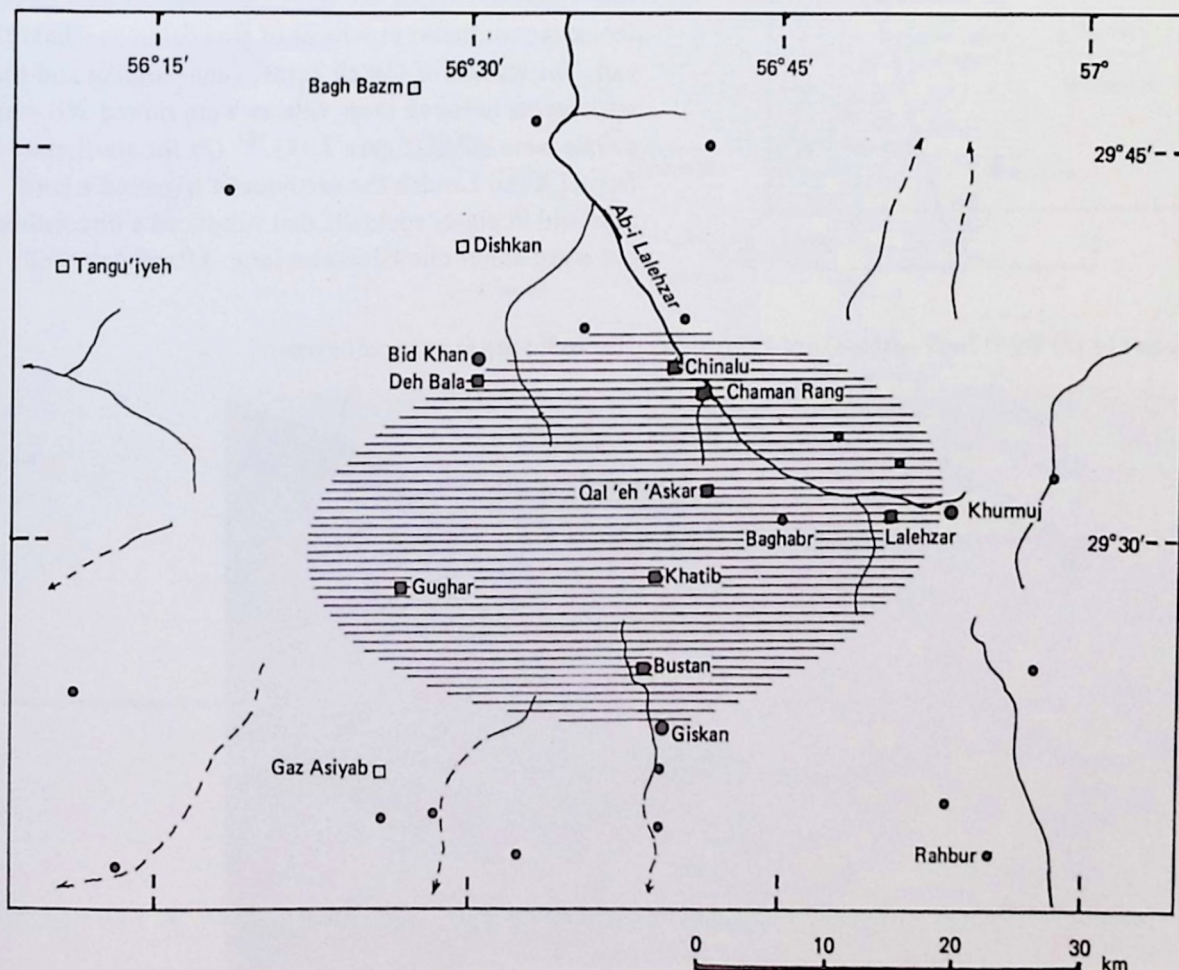 56°15′
56°30′
56°45′
57°
Bagh Bazm
29°45′
Ab-i Lalehzar
Dishkan
Tangu'iyeh
Bid Khan
Chinalu
Deh Bala
Chaman Rang
Qal 'eh 'Askar
Khurmuj
Baghabr
Lalehzar
29°30′
Khatib
Gughar
Bustan
Giskan
Gaz Asiyab
Rahbur
0 10 20 30
km